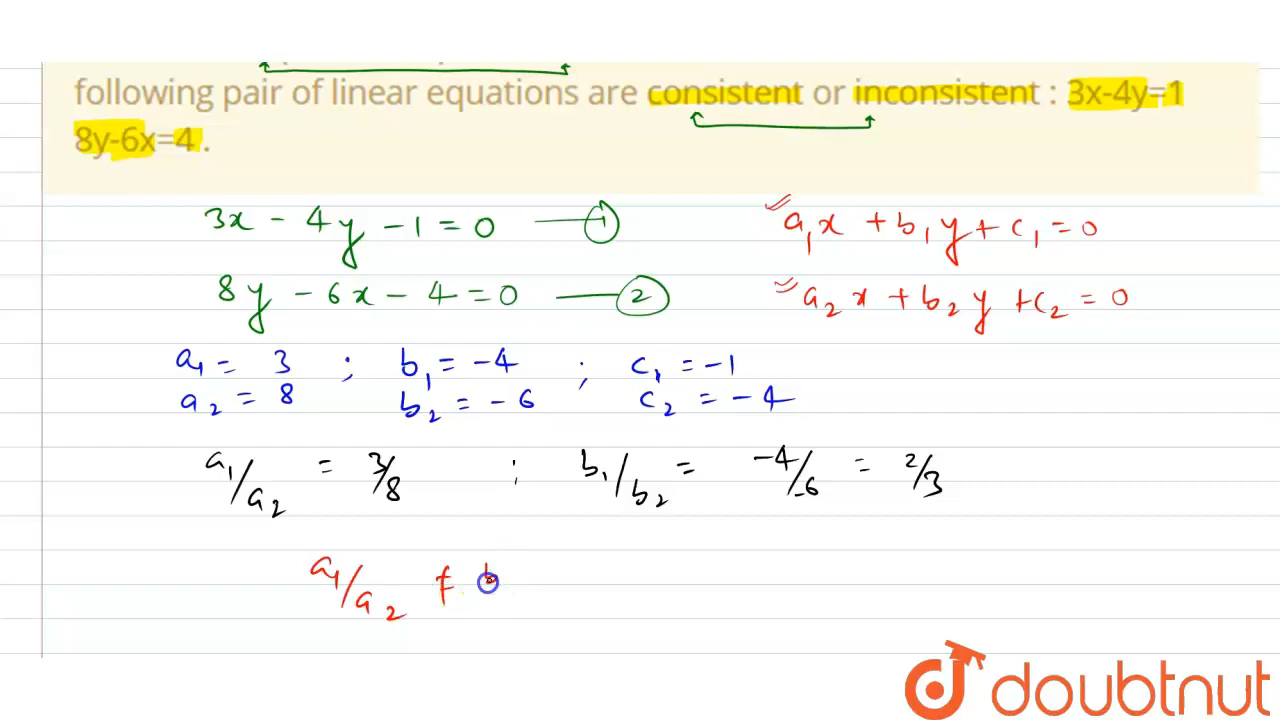 following pair of linear equations are consistent or inconsistent : 3x-4y=1
8y-6x=4 .
3x - 4y - 1 = 0 — 1
a₁x + b₁y + c₁ = 0
8y - 6x - 4 = 0 — 2
a₂x + b₂y + c₂ = 0
a₁ = 3 ; b₁ = -4 ; c₁ = -1
a₂ = 8 b₂ = -6 c₂ = -4
a₁/a₂ = 3/8 ; b₁/b₂ = -4/-6 = 2/3
a₁/a₂ ≠ b
doubtnut